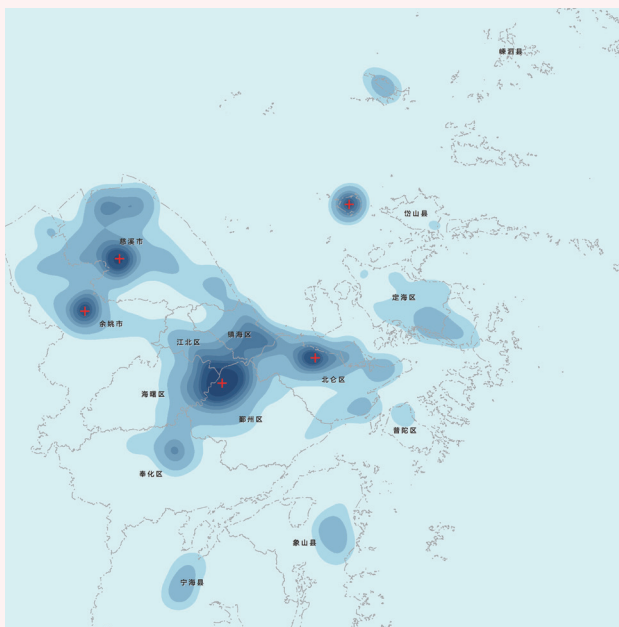 嵊泗县
岱山县
慈溪市
定海区
余姚市
镇海区
江北区
北仑区
海曙区
鄞州区
普陀区
奉化区
象山县
宁海县